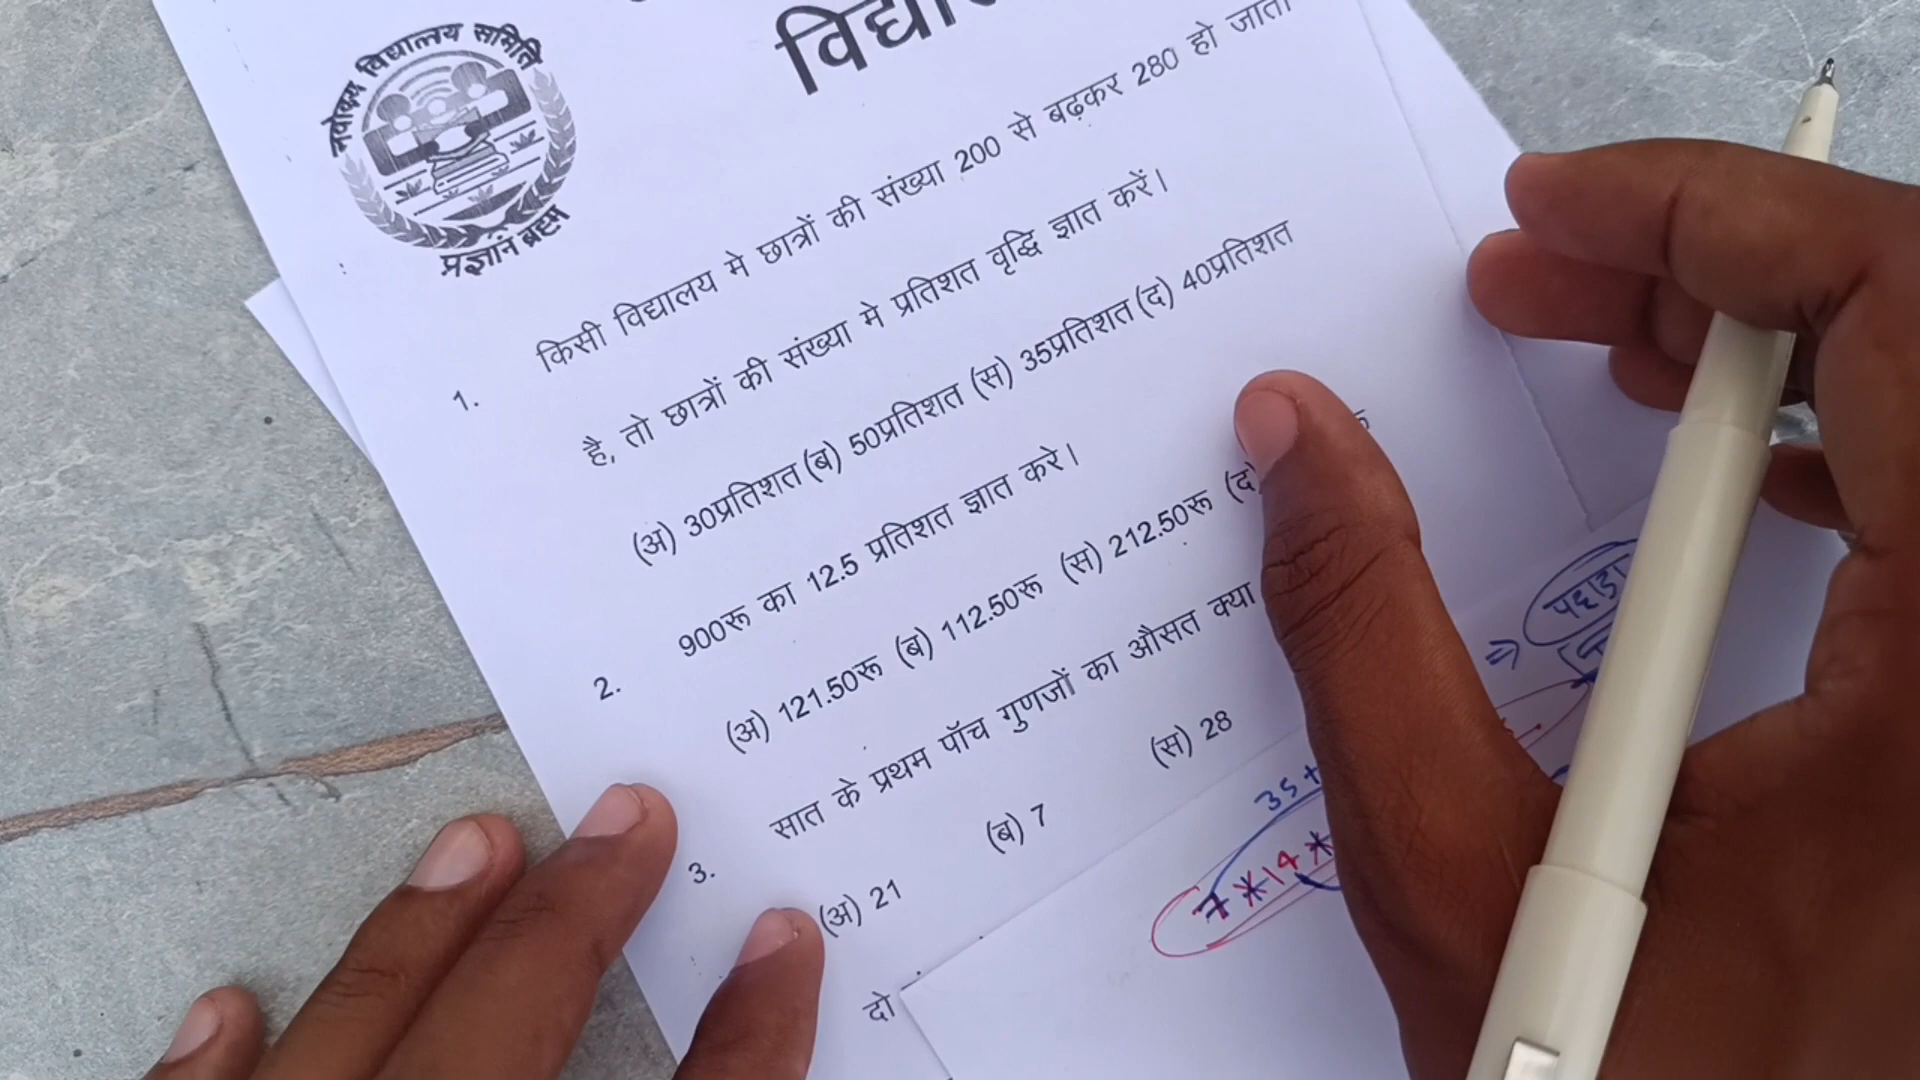 नवोदय विद्यालय समिति
प्रज्ञानं ब्रह्म
1. किसी विद्यालय मे छात्रों की संख्या 200 से बढ़कर 280 हो जाती
है, तो छात्रों की संख्या मे प्रतिशत वृद्धि ज्ञात करें।
(अ) 30प्रतिशत (ब) 50प्रतिशत (स) 35प्रतिशत (द) 40प्रतिशत
2. 900रू का 12.5 प्रतिशत ज्ञात करे।
(अ) 121.50रू (ब) 112.50रू (स) 212.50रू (द)
3. सात के प्रथम पॉच गुणजों का औसत क्या
(अ) 21 (ब) 7 (स) 28
35 +
7 * 14 *
दो